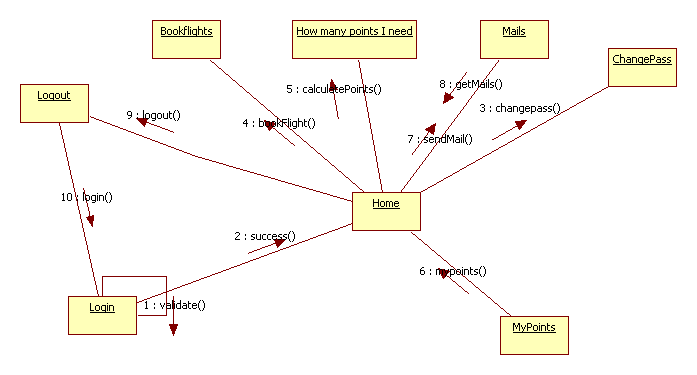 Bookflights
How many points I need
Mails
ChangePass
Logout
5 : calculatePoints()
8 : getMails()
9 : logout()
4 : bookFlight()
3 : changepass()
7 : sendMail()
10 : login()
Home
2 : success()
6 : mypoints()
Login
1 : validate()
MyPoints